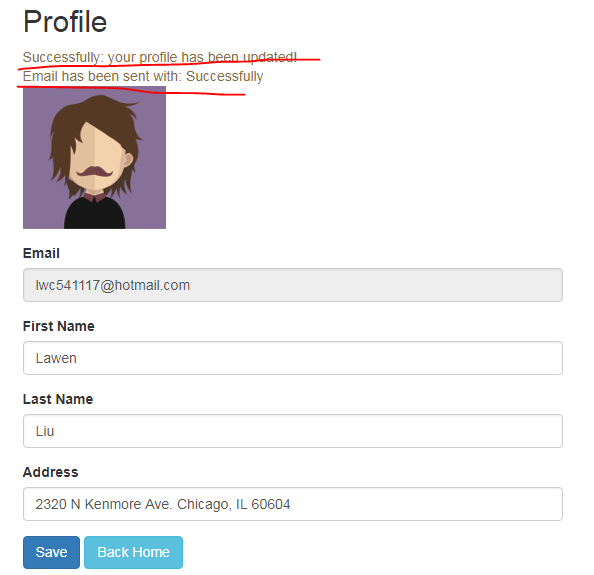 Profile
Successfully: your profile has been updated!
Email has been sent with: Successfully
Email
lwc541117@hotmail.com
First Name
Lawen
Last Name
Liu
Address
2320 N Kenmore Ave. Chicago, IL 60604
Save Back Home